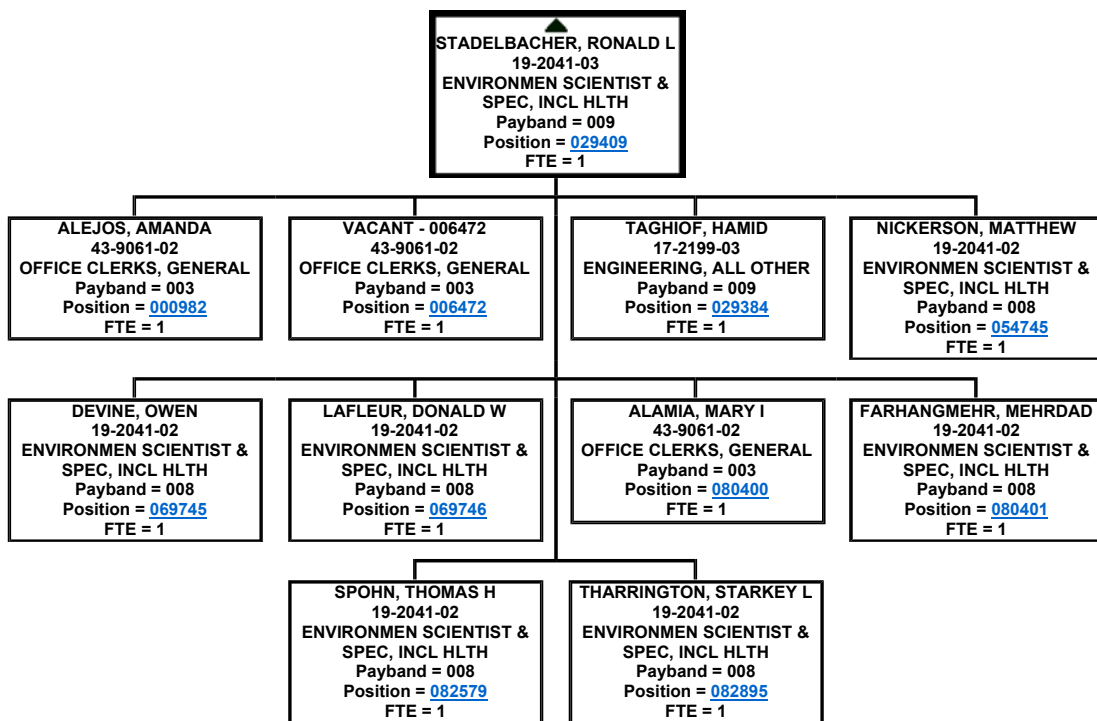 STADELBACHER, RONALD L
19-2041-03
ENVIRONMEN SCIENTIST &
SPEC, INCL HLTH
Payband = 009
Position = 029409
FTE = 1
ALEJOS, AMANDA
43-9061-02
OFFICE CLERKS, GENERAL
Payband = 003
Position = 000982
FTE = 1
VACANT - 006472
43-9061-02
OFFICE CLERKS, GENERAL
Payband = 003
Position = 006472
FTE = 1
TAGHIOF, HAMID
17-2199-03
ENGINEERING, ALL OTHER
Payband = 009
Position = 029384
FTE = 1
NICKERSON, MATTHEW
19-2041-02
ENVIRONMEN SCIENTIST &
SPEC, INCL HLTH
Payband = 008
Position = 054745
FTE = 1
DEVINE, OWEN
19-2041-02
ENVIRONMEN SCIENTIST &
SPEC, INCL HLTH
Payband = 008
Position = 069745
FTE = 1
LAFLEUR, DONALD W
19-2041-02
ENVIRONMEN SCIENTIST &
SPEC, INCL HLTH
Payband = 008
Position = 069746
FTE = 1
ALAMIA, MARY I
43-9061-02
OFFICE CLERKS, GENERAL
Payband = 003
Position = 080400
FTE = 1
FARHANGMEHR, MEHRDAD
19-2041-02
ENVIRONMEN SCIENTIST &
SPEC, INCL HLTH
Payband = 008
Position = 080401
FTE = 1
SPOHN, THOMAS H
19-2041-02
ENVIRONMEN SCIENTIST &
SPEC, INCL HLTH
Payband = 008
Position = 082579
FTE = 1
THARRINGTON, STARKEY L
19-2041-02
ENVIRONMEN SCIENTIST &
SPEC, INCL HLTH
Payband = 008
Position = 082895
FTE = 1